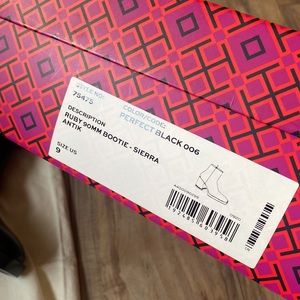 STYLE NO:
75475
COLOR/CODE:
PERFECT BLACK 006
DESCRIPTION
RUBY 90MM BOOTIE - SIERRA
ANTIK
SIZE US
9